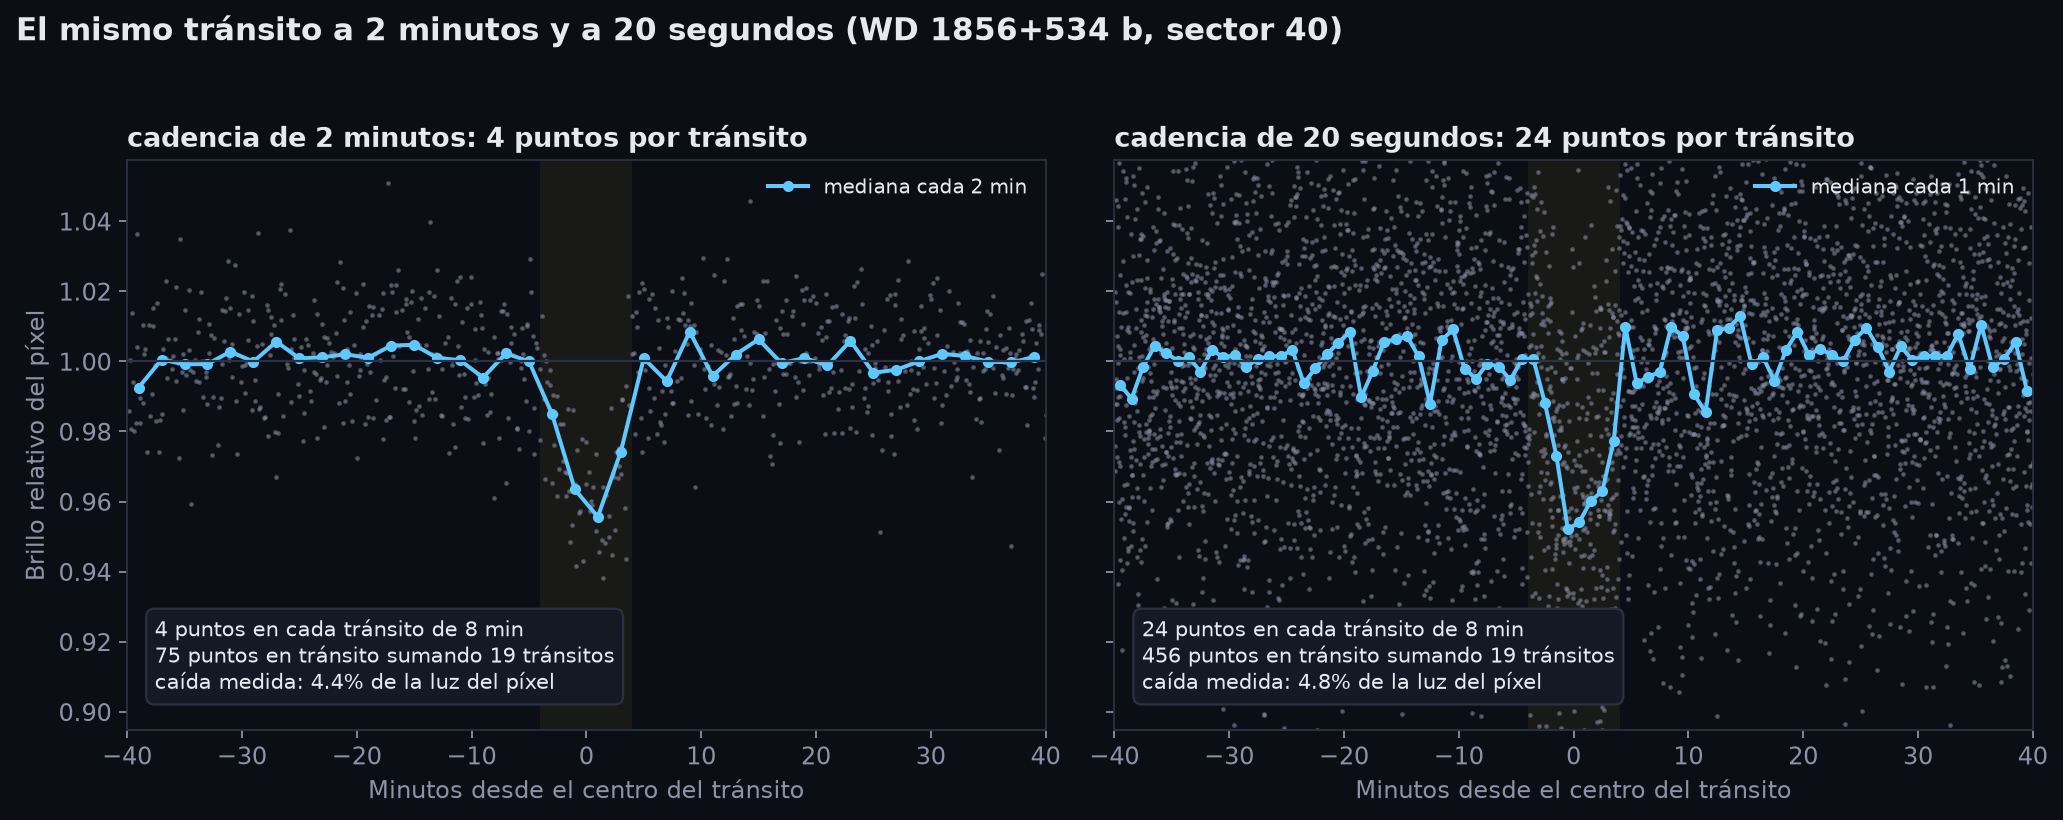 El mismo tránsito a 2 minutos y a 20 segundos (WD 1856+534 b, sector 40)
cadencia de 2 minutos: 4 puntos por tránsito
mediana cada 2 min
Brillo relativo del píxel
1.04
1.02
1.00
0.98
0.96
0.94
0.92
0.90
4 puntos en cada tránsito de 8 min
75 puntos en tránsito sumando 19 tránsitos
caída medida: 4.4% de la luz del píxel
−40 −30 −20 −10 0 10 20 30 40
Minutos desde el centro del tránsito
cadencia de 20 segundos: 24 puntos por tránsito
mediana cada 1 min
24 puntos en cada tránsito de 8 min
456 puntos en tránsito sumando 19 tránsitos
caída medida: 4.8% de la luz del píxel
−40 −30 −20 −10 0 10 20 30 40
Minutos desde el centro del tránsito